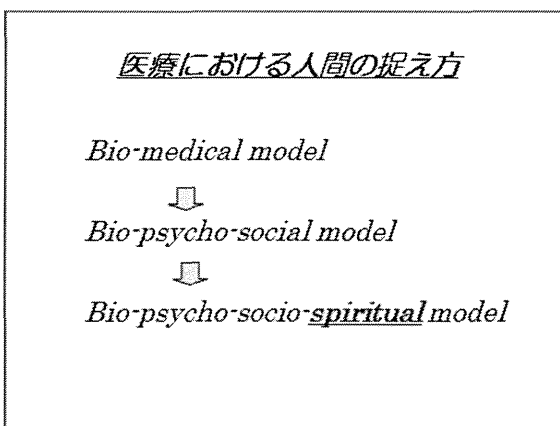 医療における人間の捉え方
Bio-medical model
Bio-psycho-social model
Bio-psycho-socio-spiritual model